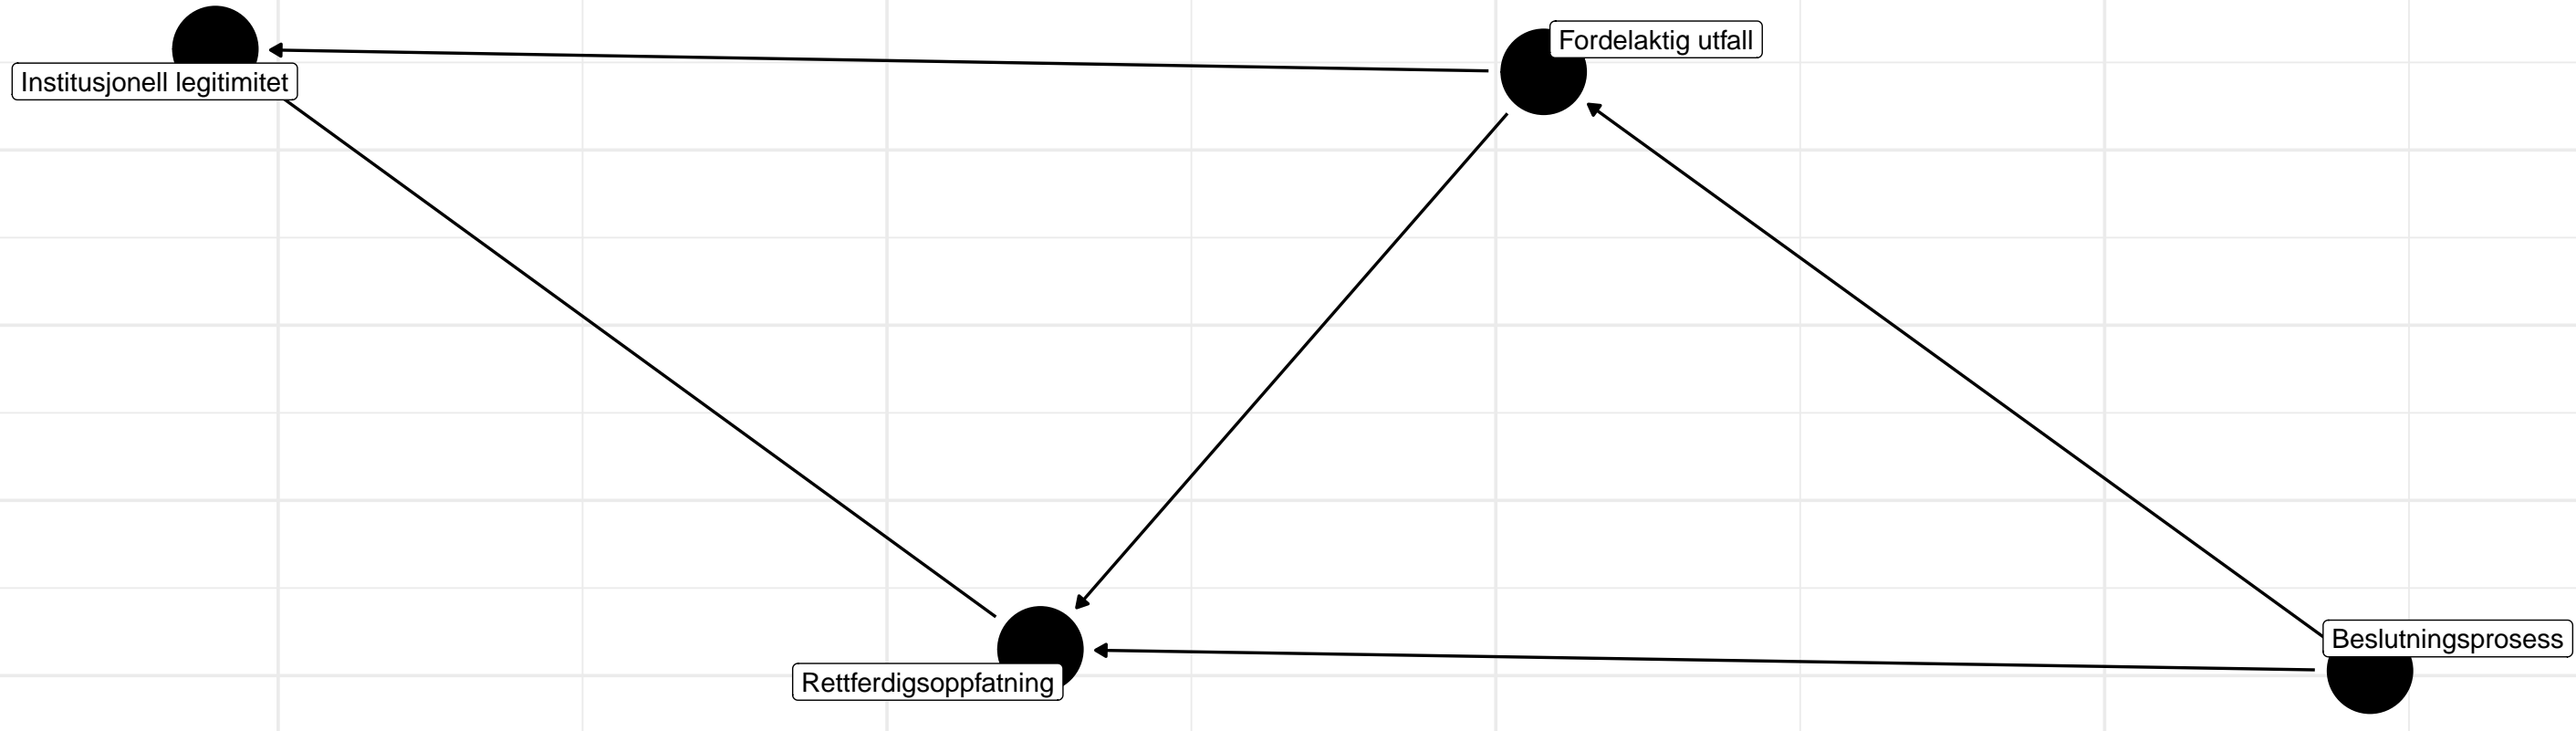 Fordelaktig utfall
Institusjonell legitimitet
Beslutningsprosess
Rettferdigsoppfatning